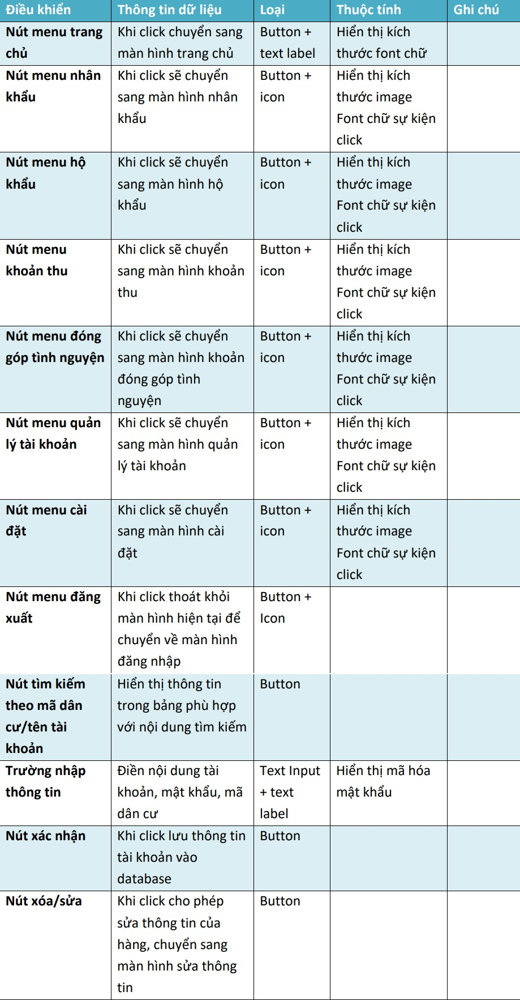 Điều khiển
Thông tin dữ liệu
Loại
Thuộc tính
Ghi chú
Nút menu trang
chủ
Khi click chuyển sang
màn hình trang chủ
Button +
text label
Hiển thị kích
thước font chữ
Nút menu nhân
khẩu
Khi click sẽ chuyển
sang màn hình nhân
khẩu
Button +
icon
Hiển thị kích
thước image
Font chữ sự kiện
click
Nút menu hộ
khẩu
Khi click sẽ chuyển
sang màn hình hộ
khẩu
Button +
icon
Hiển thị kích
thước image
Font chữ sự kiện
click
Nút menu
khoản thu
Khi click sẽ chuyển
sang màn hình khoản
thu
Button +
icon
Hiển thị kích
thước image
Font chữ sự kiện
click
Nút menu đóng
góp tình nguyện
Khi click sẽ chuyển
sang màn hình khoản
đóng góp tình
nguyện
Button +
icon
Hiển thị kích
thước image
Font chữ sự kiện
click
Nút menu quản
lý tài khoản
Khi click sẽ chuyển
sang màn hình quản
lý tài khoản
Button +
icon
Hiển thị kích
thước image
Font chữ sự kiện
click
Nút menu cài
đặt
Khi click sẽ chuyển
sang màn hình cài
đặt
Button +
icon
Hiển thị kích
thước image
Font chữ sự kiện
click
Nút menu đăng
xuất
Khi click thoát khỏi
màn hình hiện tại để
chuyển về màn hình
đăng nhập
Button +
Icon
Nút tìm kiếm
theo mã dân
cư/tên tài
khoản
Hiển thị thông tin
trong bảng phù hợp
với nội dung tìm kiếm
Button
Trường nhập
thông tin
Điền nội dung tài
khoản, mật khẩu, mã
dân cư
Text Input
+ text
label
Hiển thị mã hóa
mật khẩu
Nút xác nhận
Khi click lưu thông tin
tài khoản vào
database
Button
Nút xóa/sửa
Khi click cho phép
sửa thông tin của
hàng, chuyển sang
màn hình sửa thông
tin
Button